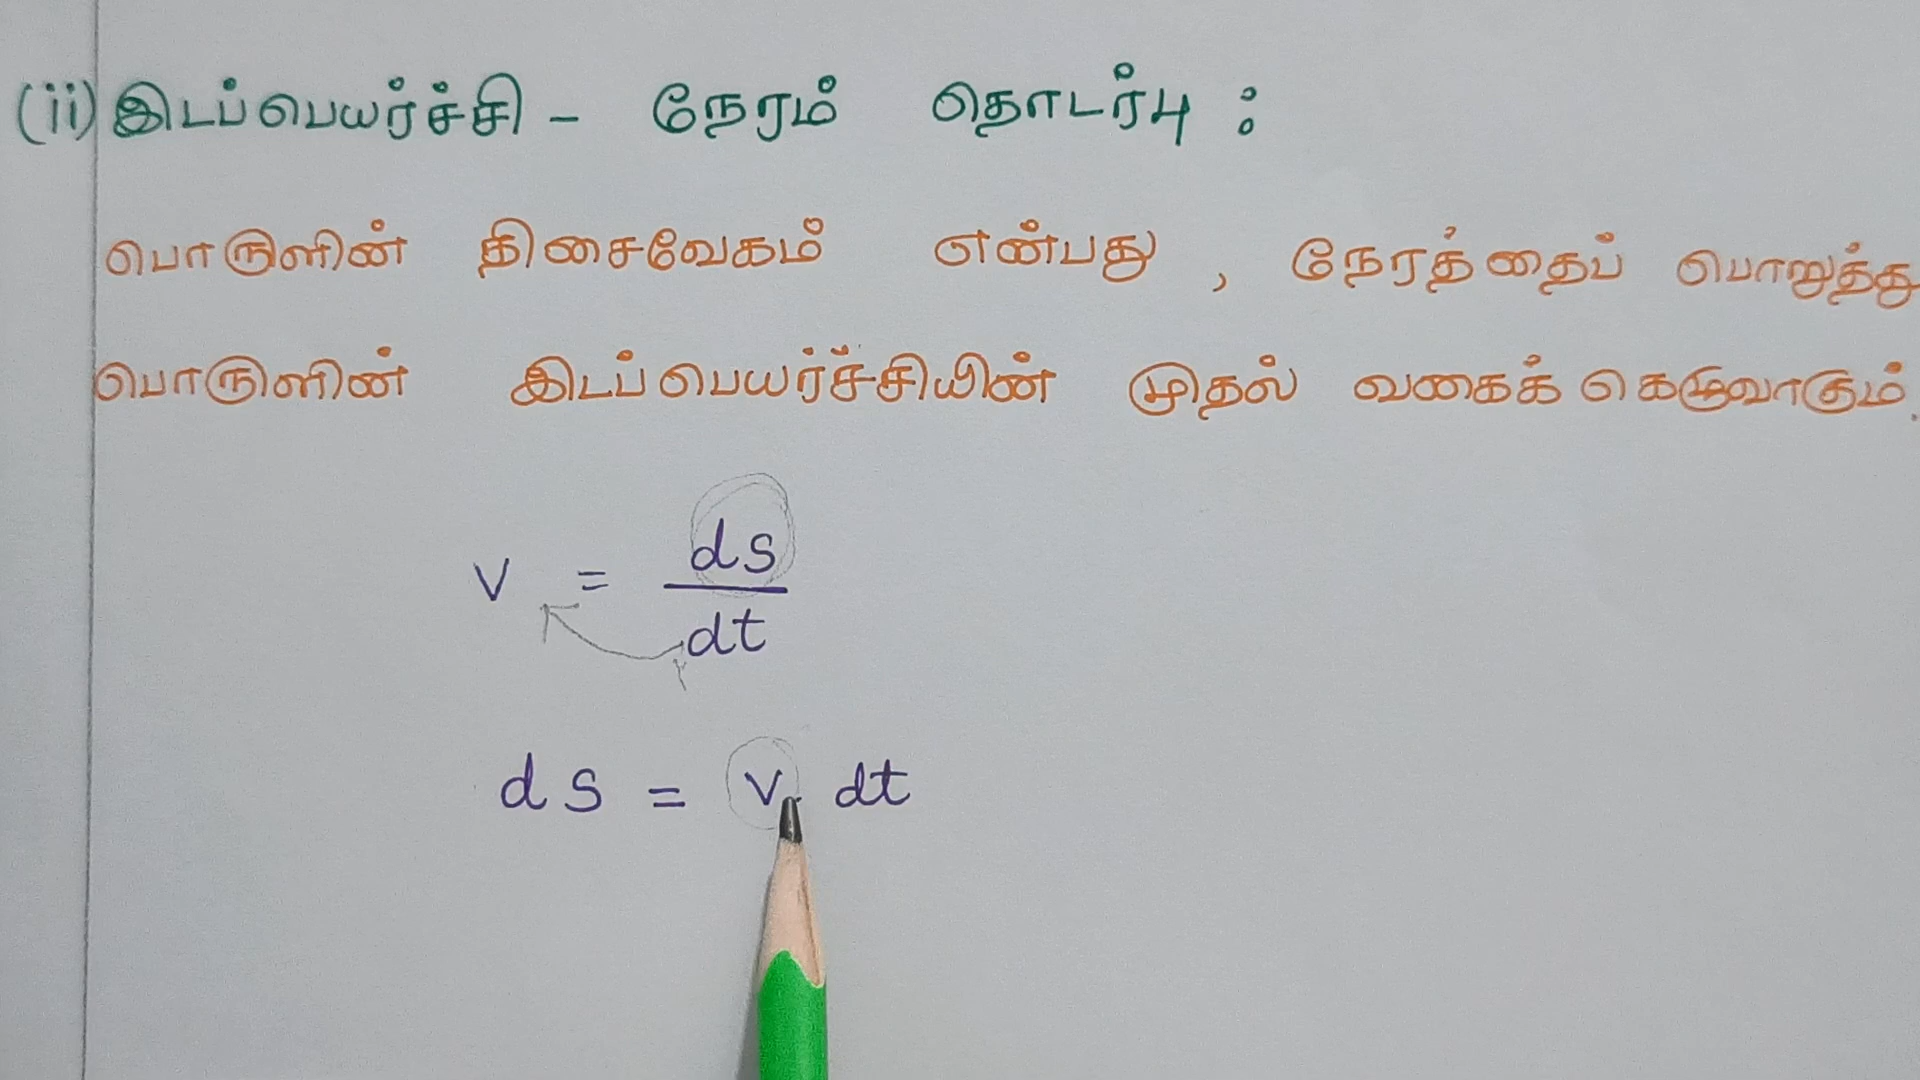 (ii) இடப்பெயர்ச்சி - நேரம் தொடர்பு :
பொருளின் திசைவேகம் என்பது , நேரத்தைப் பொறுத்து
பொருளின் இடப்பெயர்ச்சியின் முதல் வகைக் கெழுவாகும்.
v = ds
dt
ds = v dt